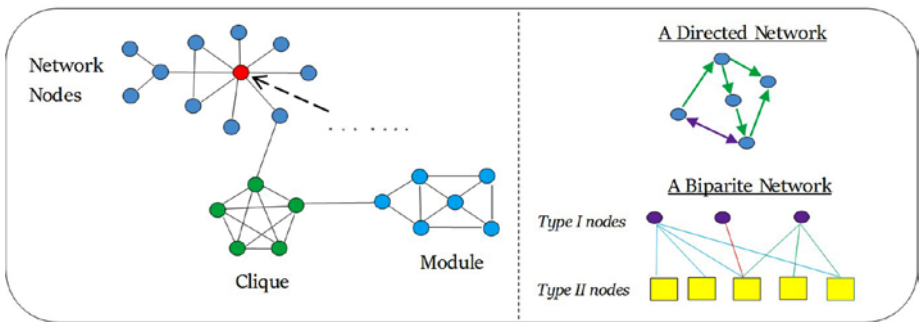 Network
Nodes
Clique
Module
A Directed Network
A Biparite Network
Type I nodes
Type II nodes